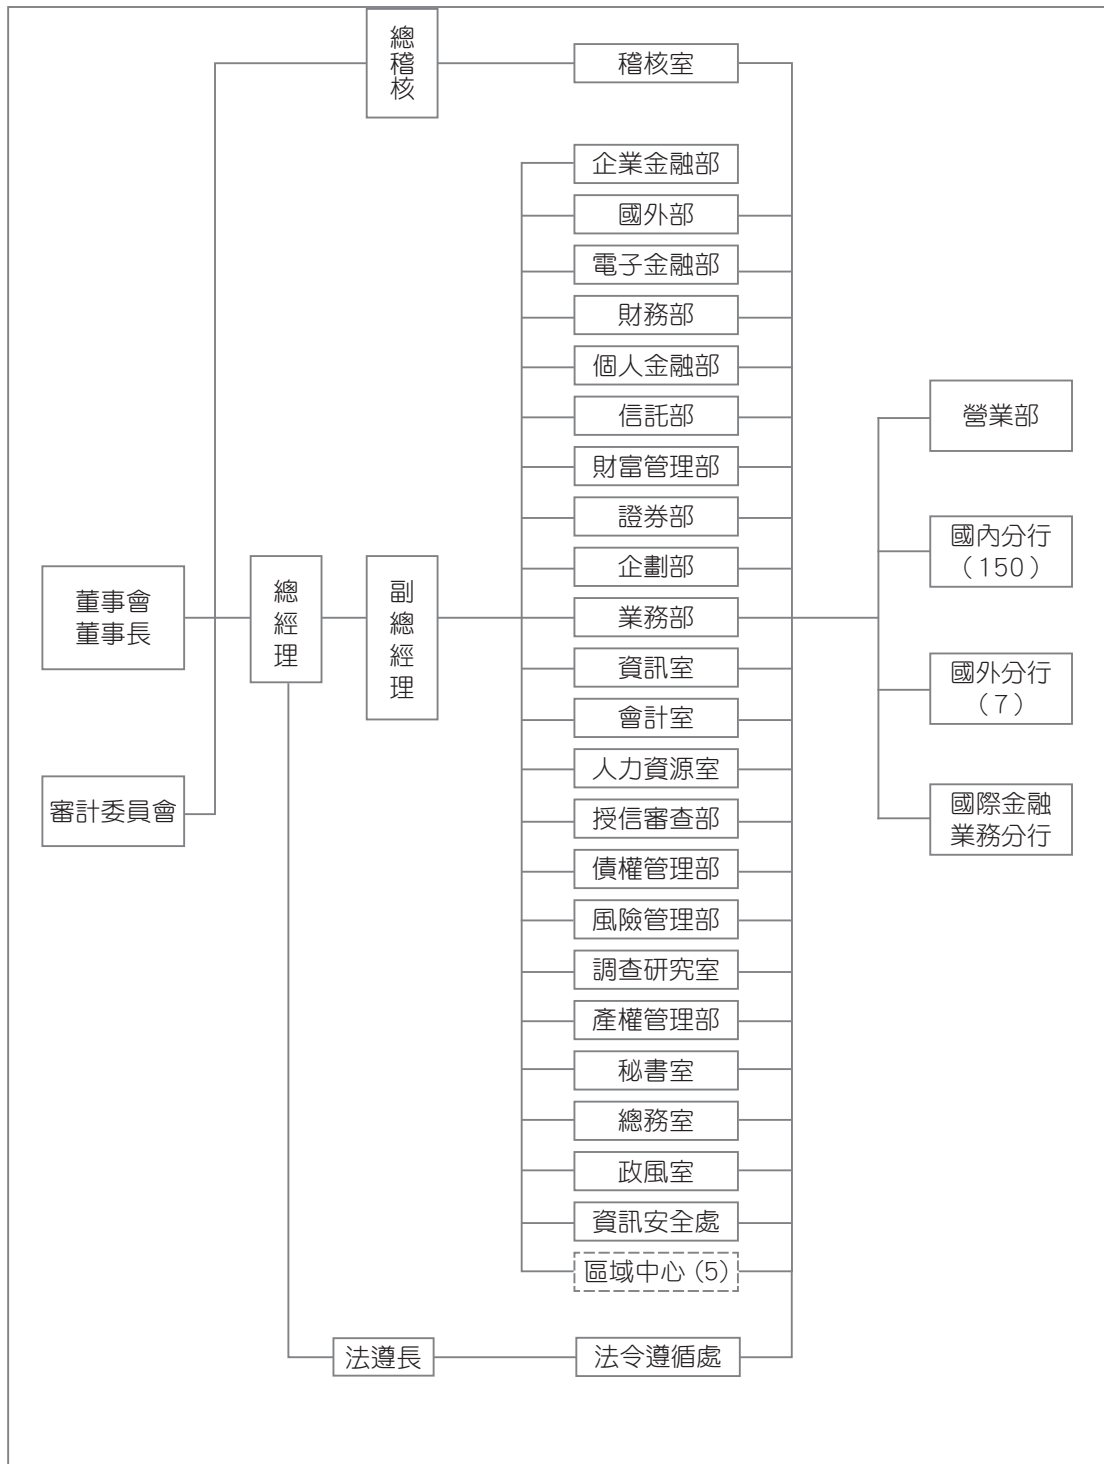 總稽核
稽核室
企業金融部
國外部
電子金融部
財務部
個人金融部
信託部
財富管理部
證券部
企劃部
業務部
資訊室
會計室
人力資源室
授信審查部
債權管理部
風險管理部
調查研究室
產權管理部
秘書室
總務室
政風室
資訊安全處
區域中心 (5)
董事會
董事長
總經理
副總經理
審計委員會
營業部
國內分行
（150）
國外分行
（7）
國際金融
業務分行
法遵長
法令遵循處